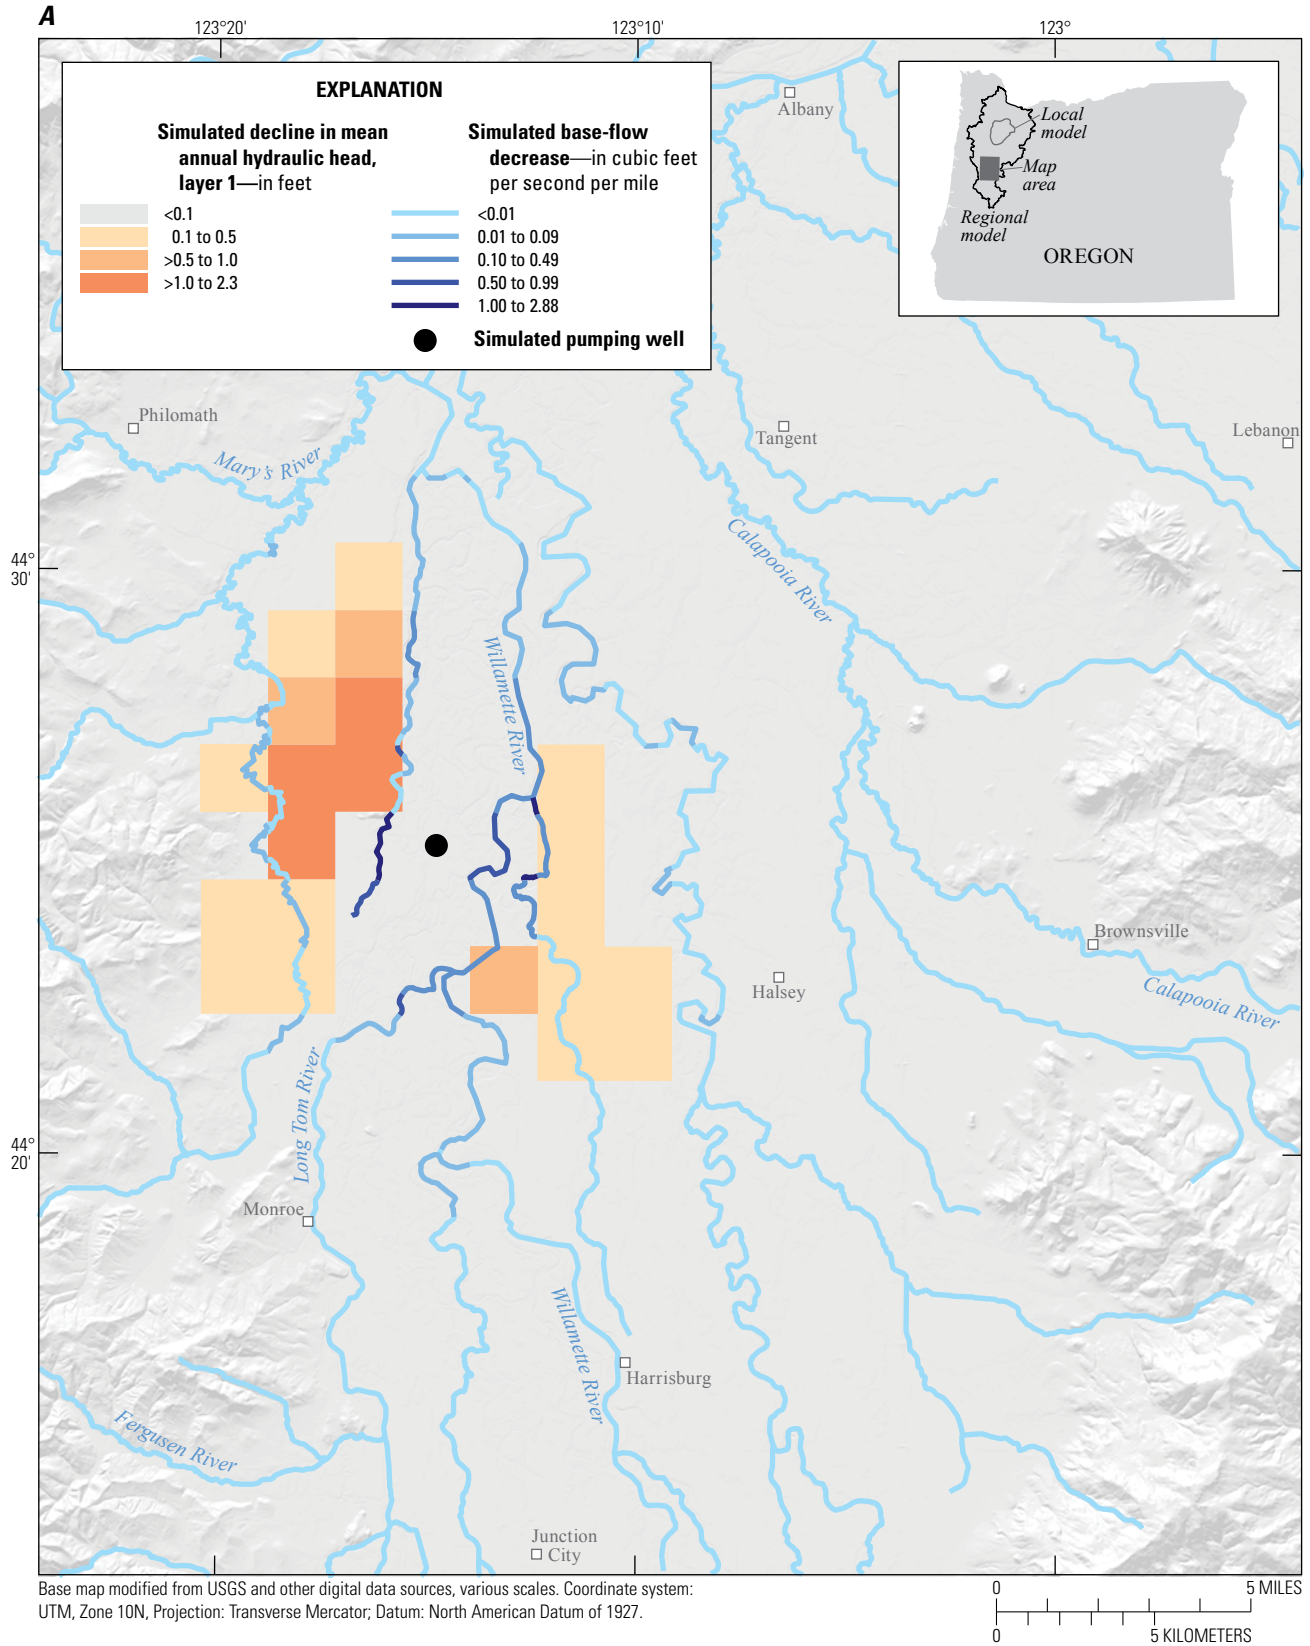 A
123°20'
123°10'
123°
EXPLANATION
Simulated decline in mean
annual hydraulic head,
layer 1—in feet
<0.1
0.1 to 0.5
>0.5 to 1.0
>1.0 to 2.3
Simulated base-flow
decrease—in cubic feet
per second per mile
<0.01
0.01 to 0.09
0.10 to 0.49
0.50 to 0.99
1.00 to 2.88
Simulated pumping well
Local
model
Map
area
Regional
model
OREGON
Albany
Philomath
Mary's River
Tangent
Lebanon
Calapooia River
44°
30'
Willamette River
Brownsville
Halsey
Calapooia River
Long Tom River
44°
20'
Monroe
Willamette River
Harrisburg
Fergusen River
Junction
City
Base map modified from USGS and other digital data sources, various scales. Coordinate system:
UTM, Zone 10N, Projection: Transverse Mercator; Datum: North American Datum of 1927.
0
5 MILES
0
5 KILOMETERS